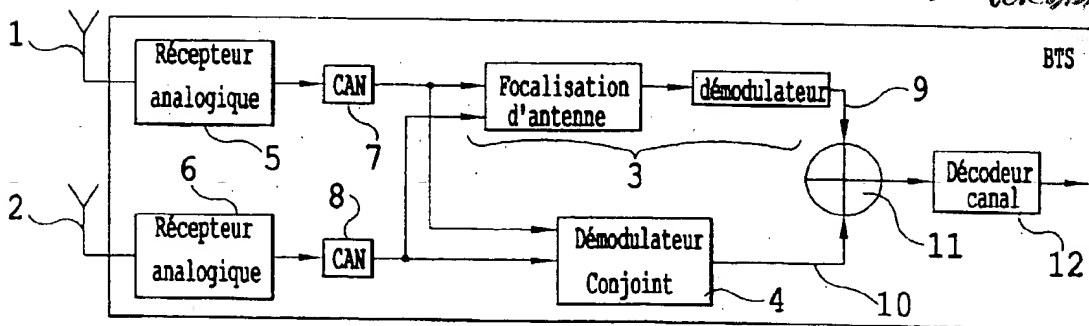 1
Récepteur
analogique
5
CAN
7
Focalisation
d'antenne
démodulateur
9
BTS
3
2
6
Récepteur
analogique
8
CAN
Démodulateur
Conjoint
4
10
11
Décodeur
canal
12